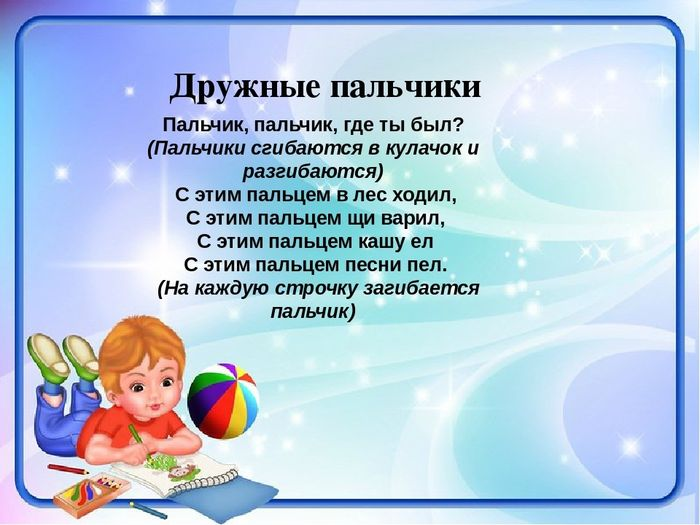 Дружные пальчики
Пальчик, пальчик, где ты был?
(Пальчики сгибаются в кулачок и
разгибаются)
С этим пальцем в лес ходил,
С этим пальцем щи варил,
С этим пальцем кашу ел
С этим пальцем песни пел.
(На каждую строчку загибается
пальчик)